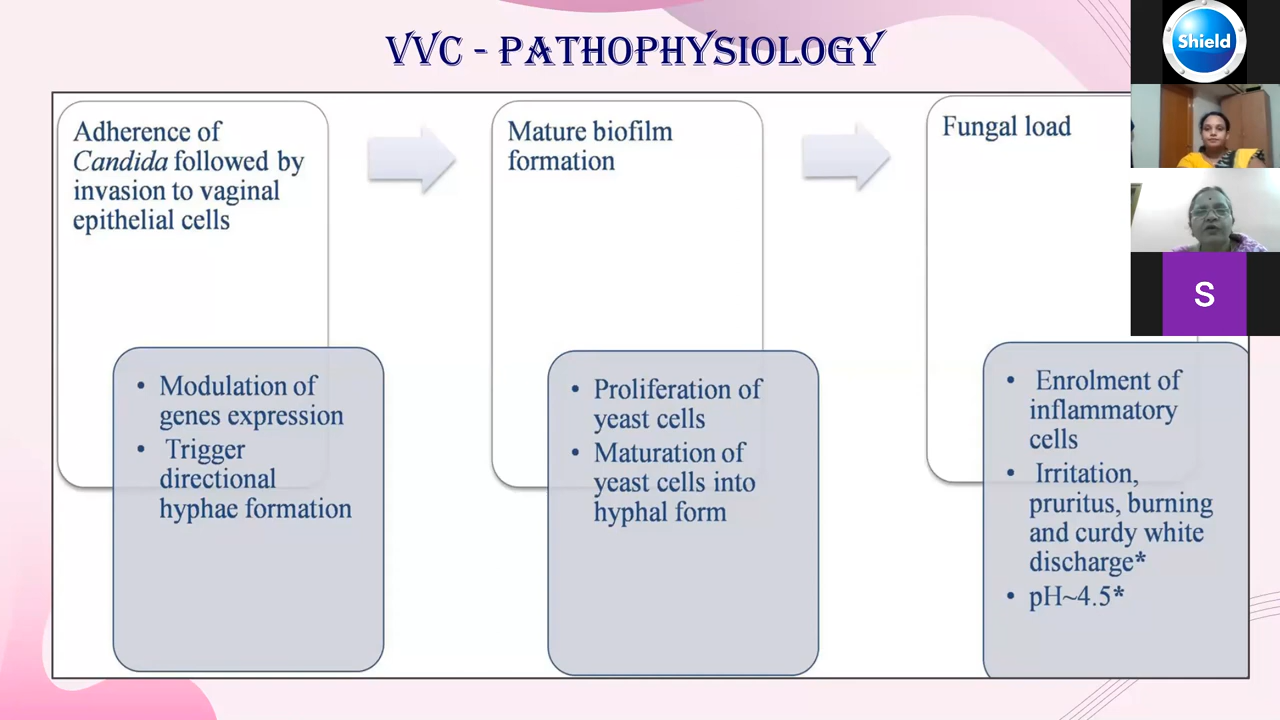 VVC - PATHOPHYSIOLOGY
Adherence of
Candida followed by
invasion to vaginal
epithelial cells
• Modulation of
genes expression
• Trigger
directional
hyphae formation
Mature biofilm
formation
• Proliferation of
yeast cells
• Maturation of
yeast cells into
hyphal form
Fungal load
• Enrolment of
inflammatory
cells
• Irritation,
pruritus, burning
and curdy white
discharge*
• pH~4.5*
Shield
S